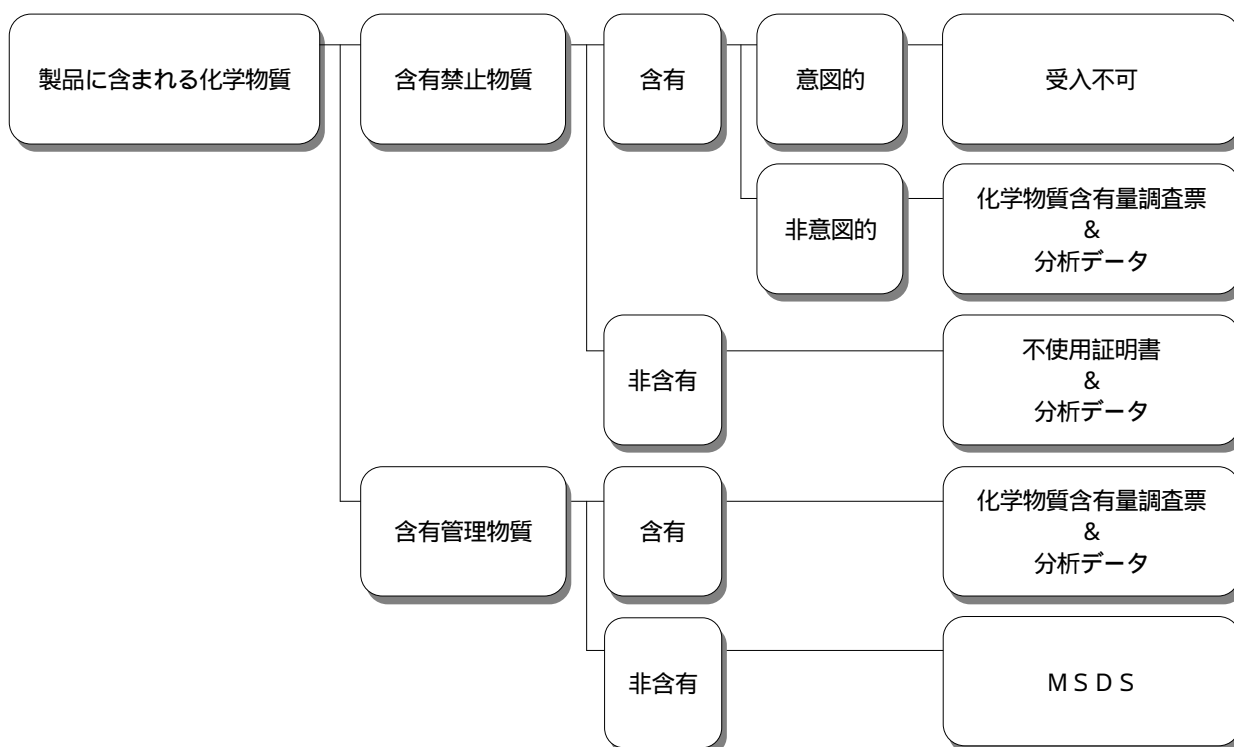 製品に含まれる化学物質
含有禁止物質
含有
意図的
受入不可
非意図的
化学物質含有量調査票
&
分析データ
非含有
不使用証明書
&
分析データ
含有管理物質
含有
化学物質含有量調査票
&
分析データ
非含有
ＭＳＤＳ